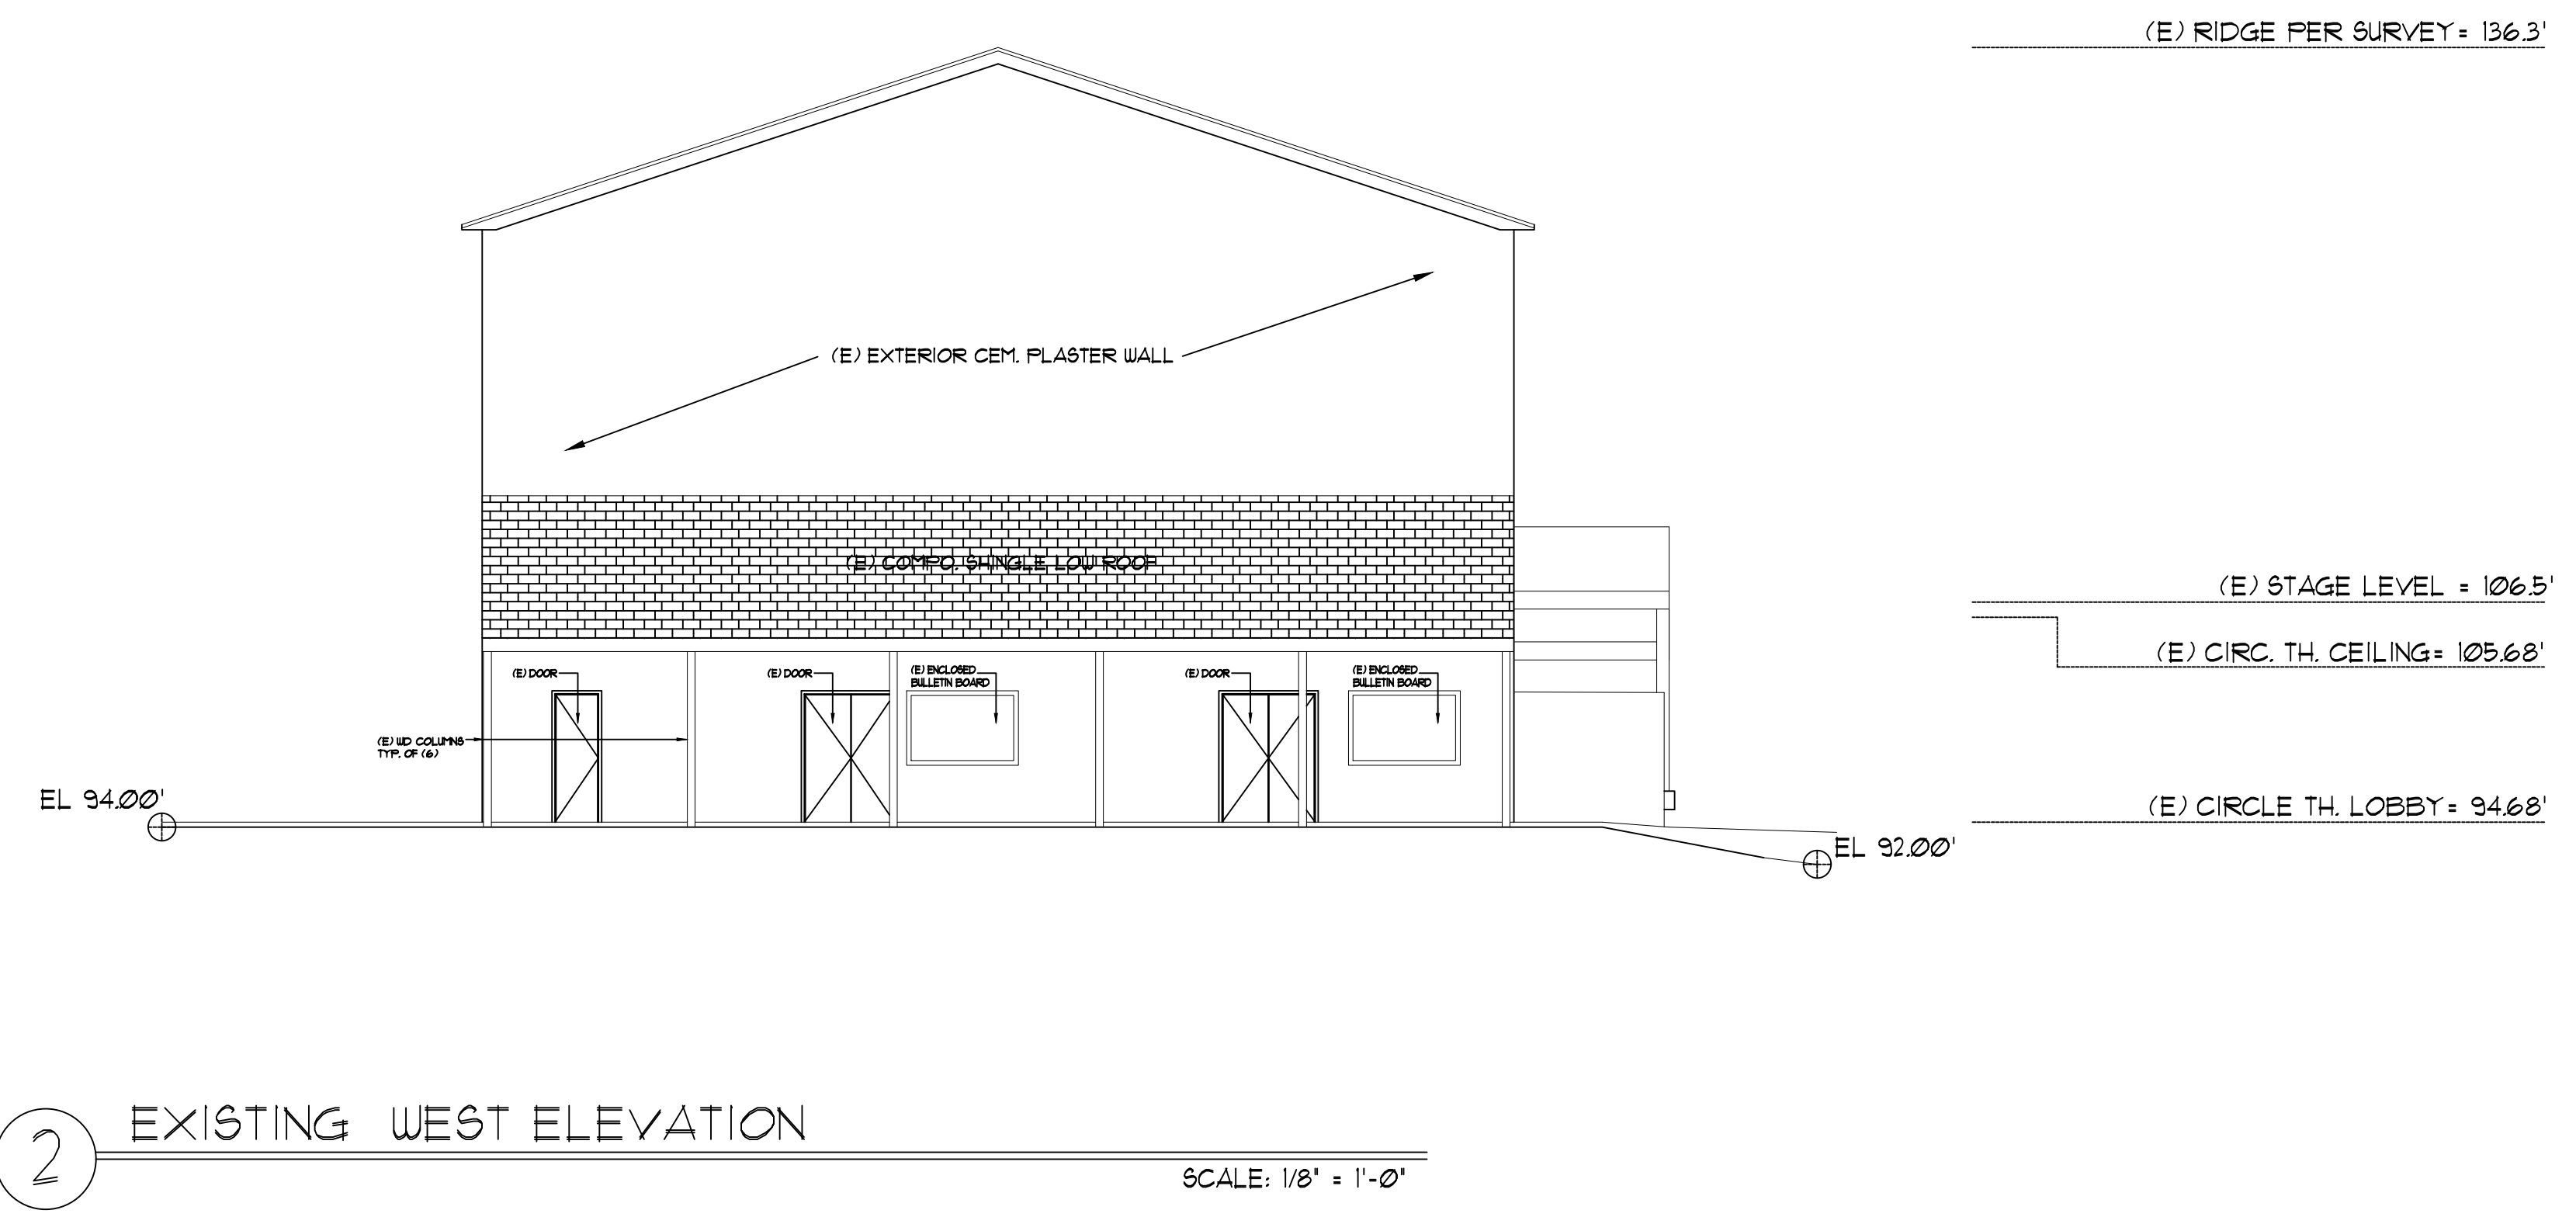 (E) RIDGE PER SURVEY = 136.3'
(E) EXTERIOR CEM. PLASTER WALL
(E) COMPO. SHINGLE LOW ROOF
(E) STAGE LEVEL = 106.5'
(E) CIRC. TH. CEILING = 105.68'
(E) DOOR
(E) DOOR
(E) ENCLOSED
BULLETIN BOARD
(E) DOOR
(E) ENCLOSED
BULLETIN BOARD
(E) WD COLUMNS
TYP. OF (6)
EL 94.00'
(E) CIRCLE TH. LOBBY = 94.68'
EL 92.00'
2
EXISTING WEST ELEVATION
SCALE: 1/8" = 1'-0"